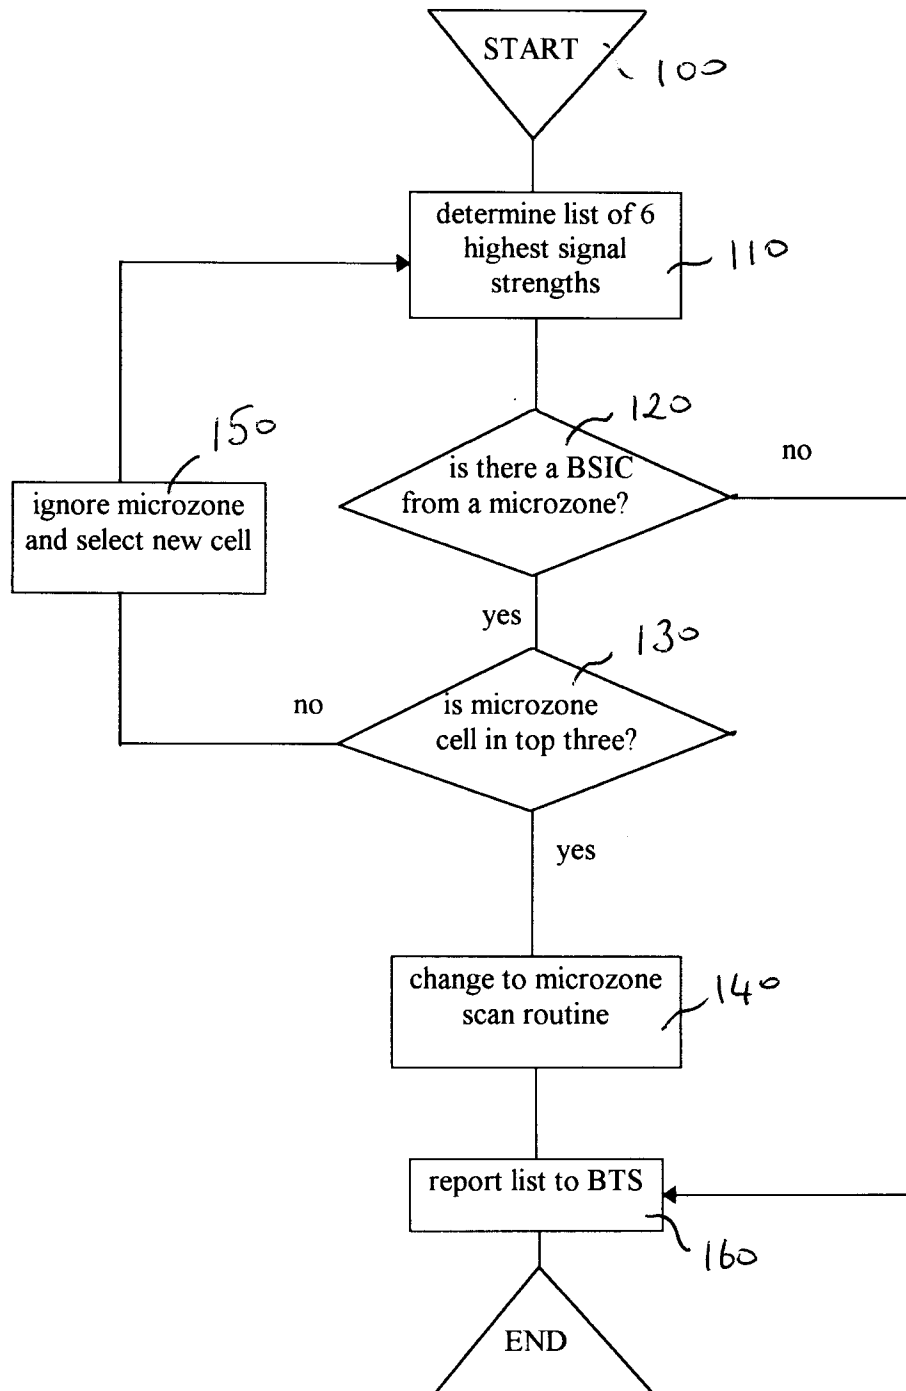 START
100
determine list of 6
highest signal
strengths
110
120
is there a BSIC
from a microzone?
no
150
ignore microzone
and select new cell
yes
130
no
is microzone
cell in top three?
yes
change to microzone
scan routine
140
report list to BTS
160
END